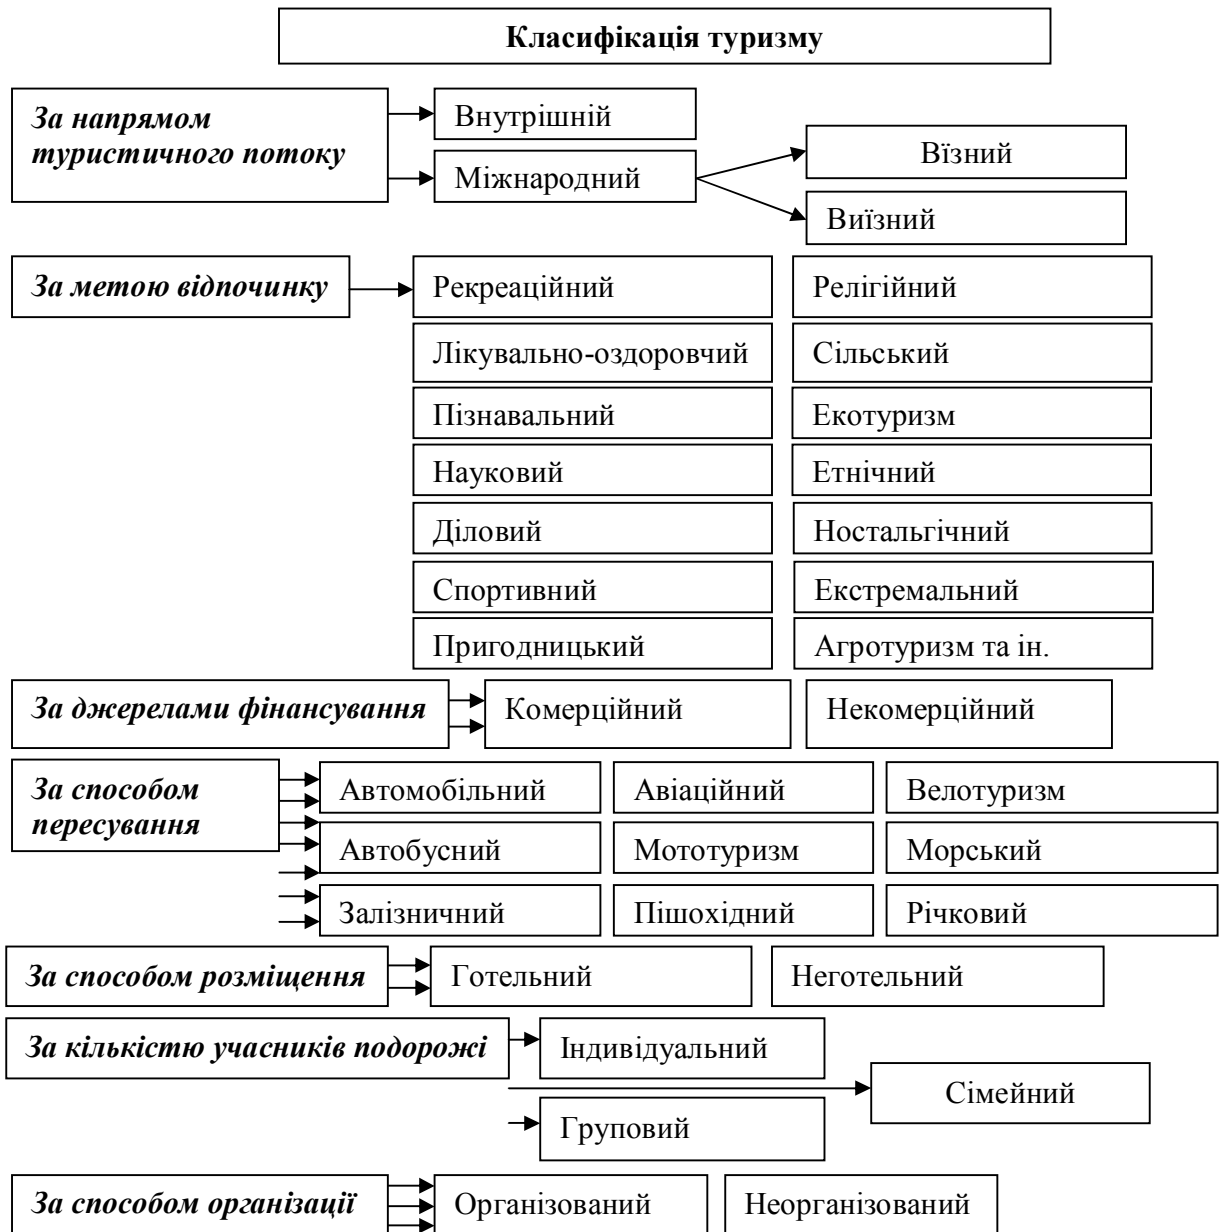 Класифікація туризму
За напрямом
туристичного потоку
Внутрішній
Міжнародний
Вїзний
Виїзний
За метою відпочинку
Рекреаційний
Релігійний
Лікувально-оздоровчий
Сільський
Пізнавальний
Екотуризм
Науковий
Етнічний
Діловий
Ностальгічний
Спортивний
Екстремальний
Пригодницький
Агротуризм та ін.
За джерелами фінансування
Комерційний
Некомерційний
За способом
пересування
Автомобільний
Авіаційний
Велотуризм
Автобусний
Мототуризм
Морський
Залізничний
Пішохідний
Річковий
За способом розміщення
Готельний
Неготельний
За кількістю учасників подорожі
Індивідуальний
Сімейний
Груповий
За способом організації
Організований
Неорганізований